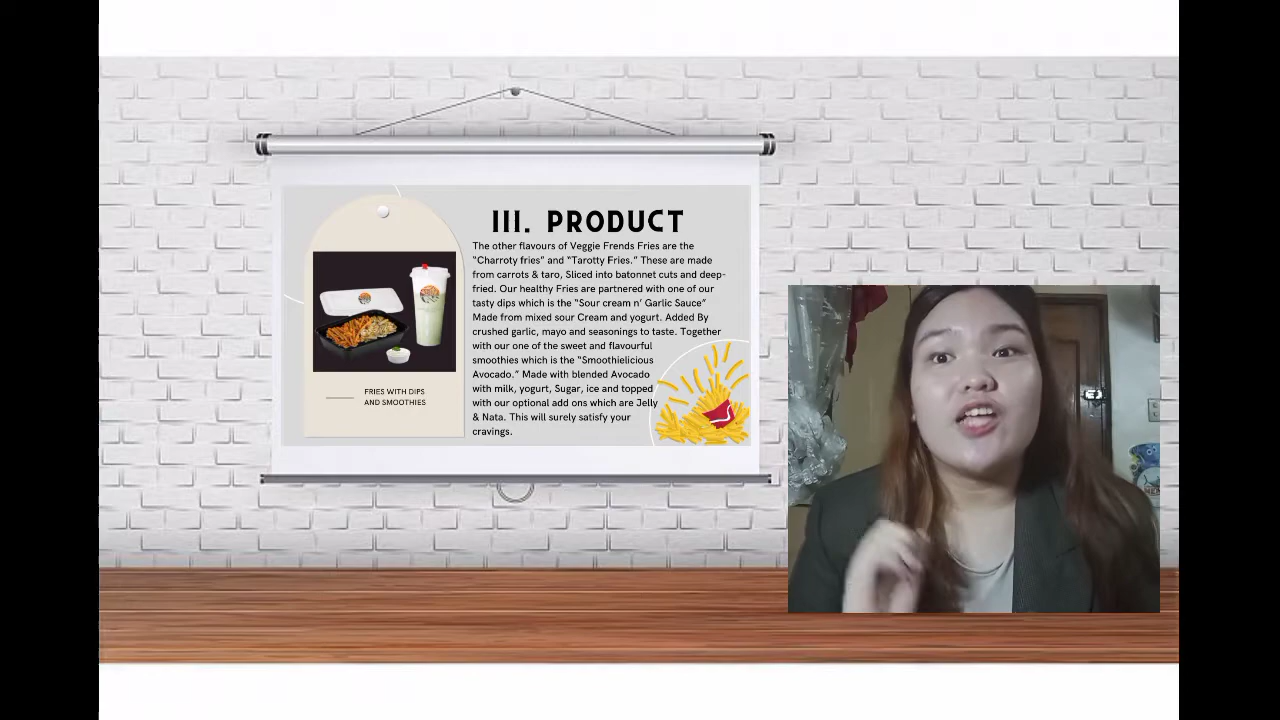 III. PRODUCT
The other flavours of Veggie Frends Fries are the
"Charroty fries" and "Tarotty Fries." These are made
from carrots & taro, Sliced into batonnet cuts and deep-
fried. Our healthy Fries are partnered with one of our
tasty dips which is the "Sour cream n' Garlic Sauce"
Made from mixed sour Cream and yogurt. Added By
crushed garlic, mayo and seasonings to taste. Together
with our one of the sweet and flavourful
smoothies which is the "Smoothielicious
Avocado." Made with blended Avocado
with milk, yogurt, Sugar, ice and topped
with our optional add ons which are Jelly
& Nata. This will surely satisfy your
cravings.
FRIES WITH DIPS
AND SMOOTHIES